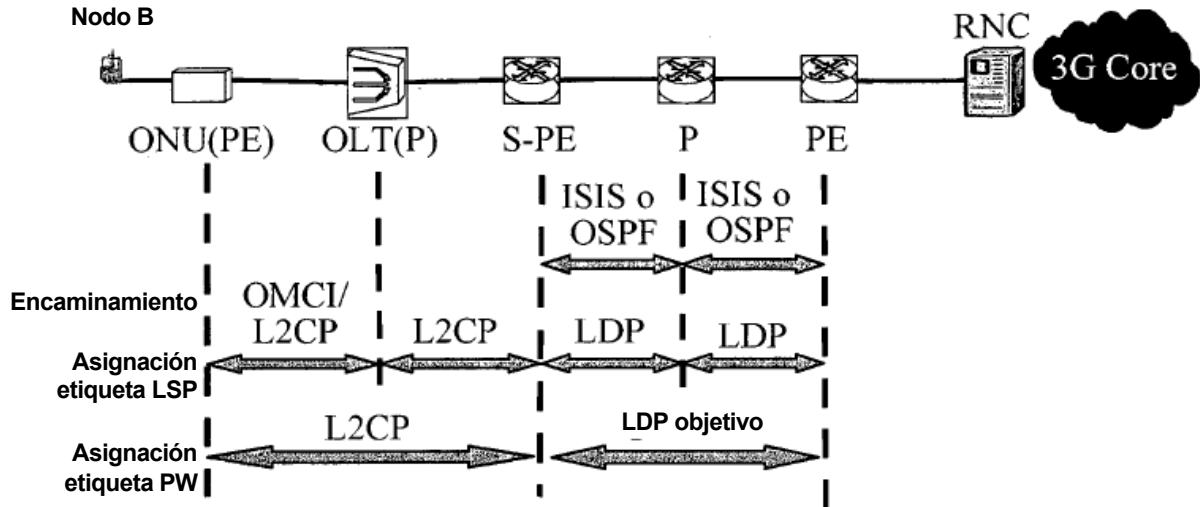 Nodo B
RNC
3G Core
ONU(PE)
OLT(P)
S-PE
P
PE
ISIS o
OSPF
ISIS o
OSPF
Encaminamiento
OMCI/
L2CP
L2CP
LDP
LDP
Asignación
etiqueta LSP
L2CP
LDP objetivo
Asignación
etiqueta PW